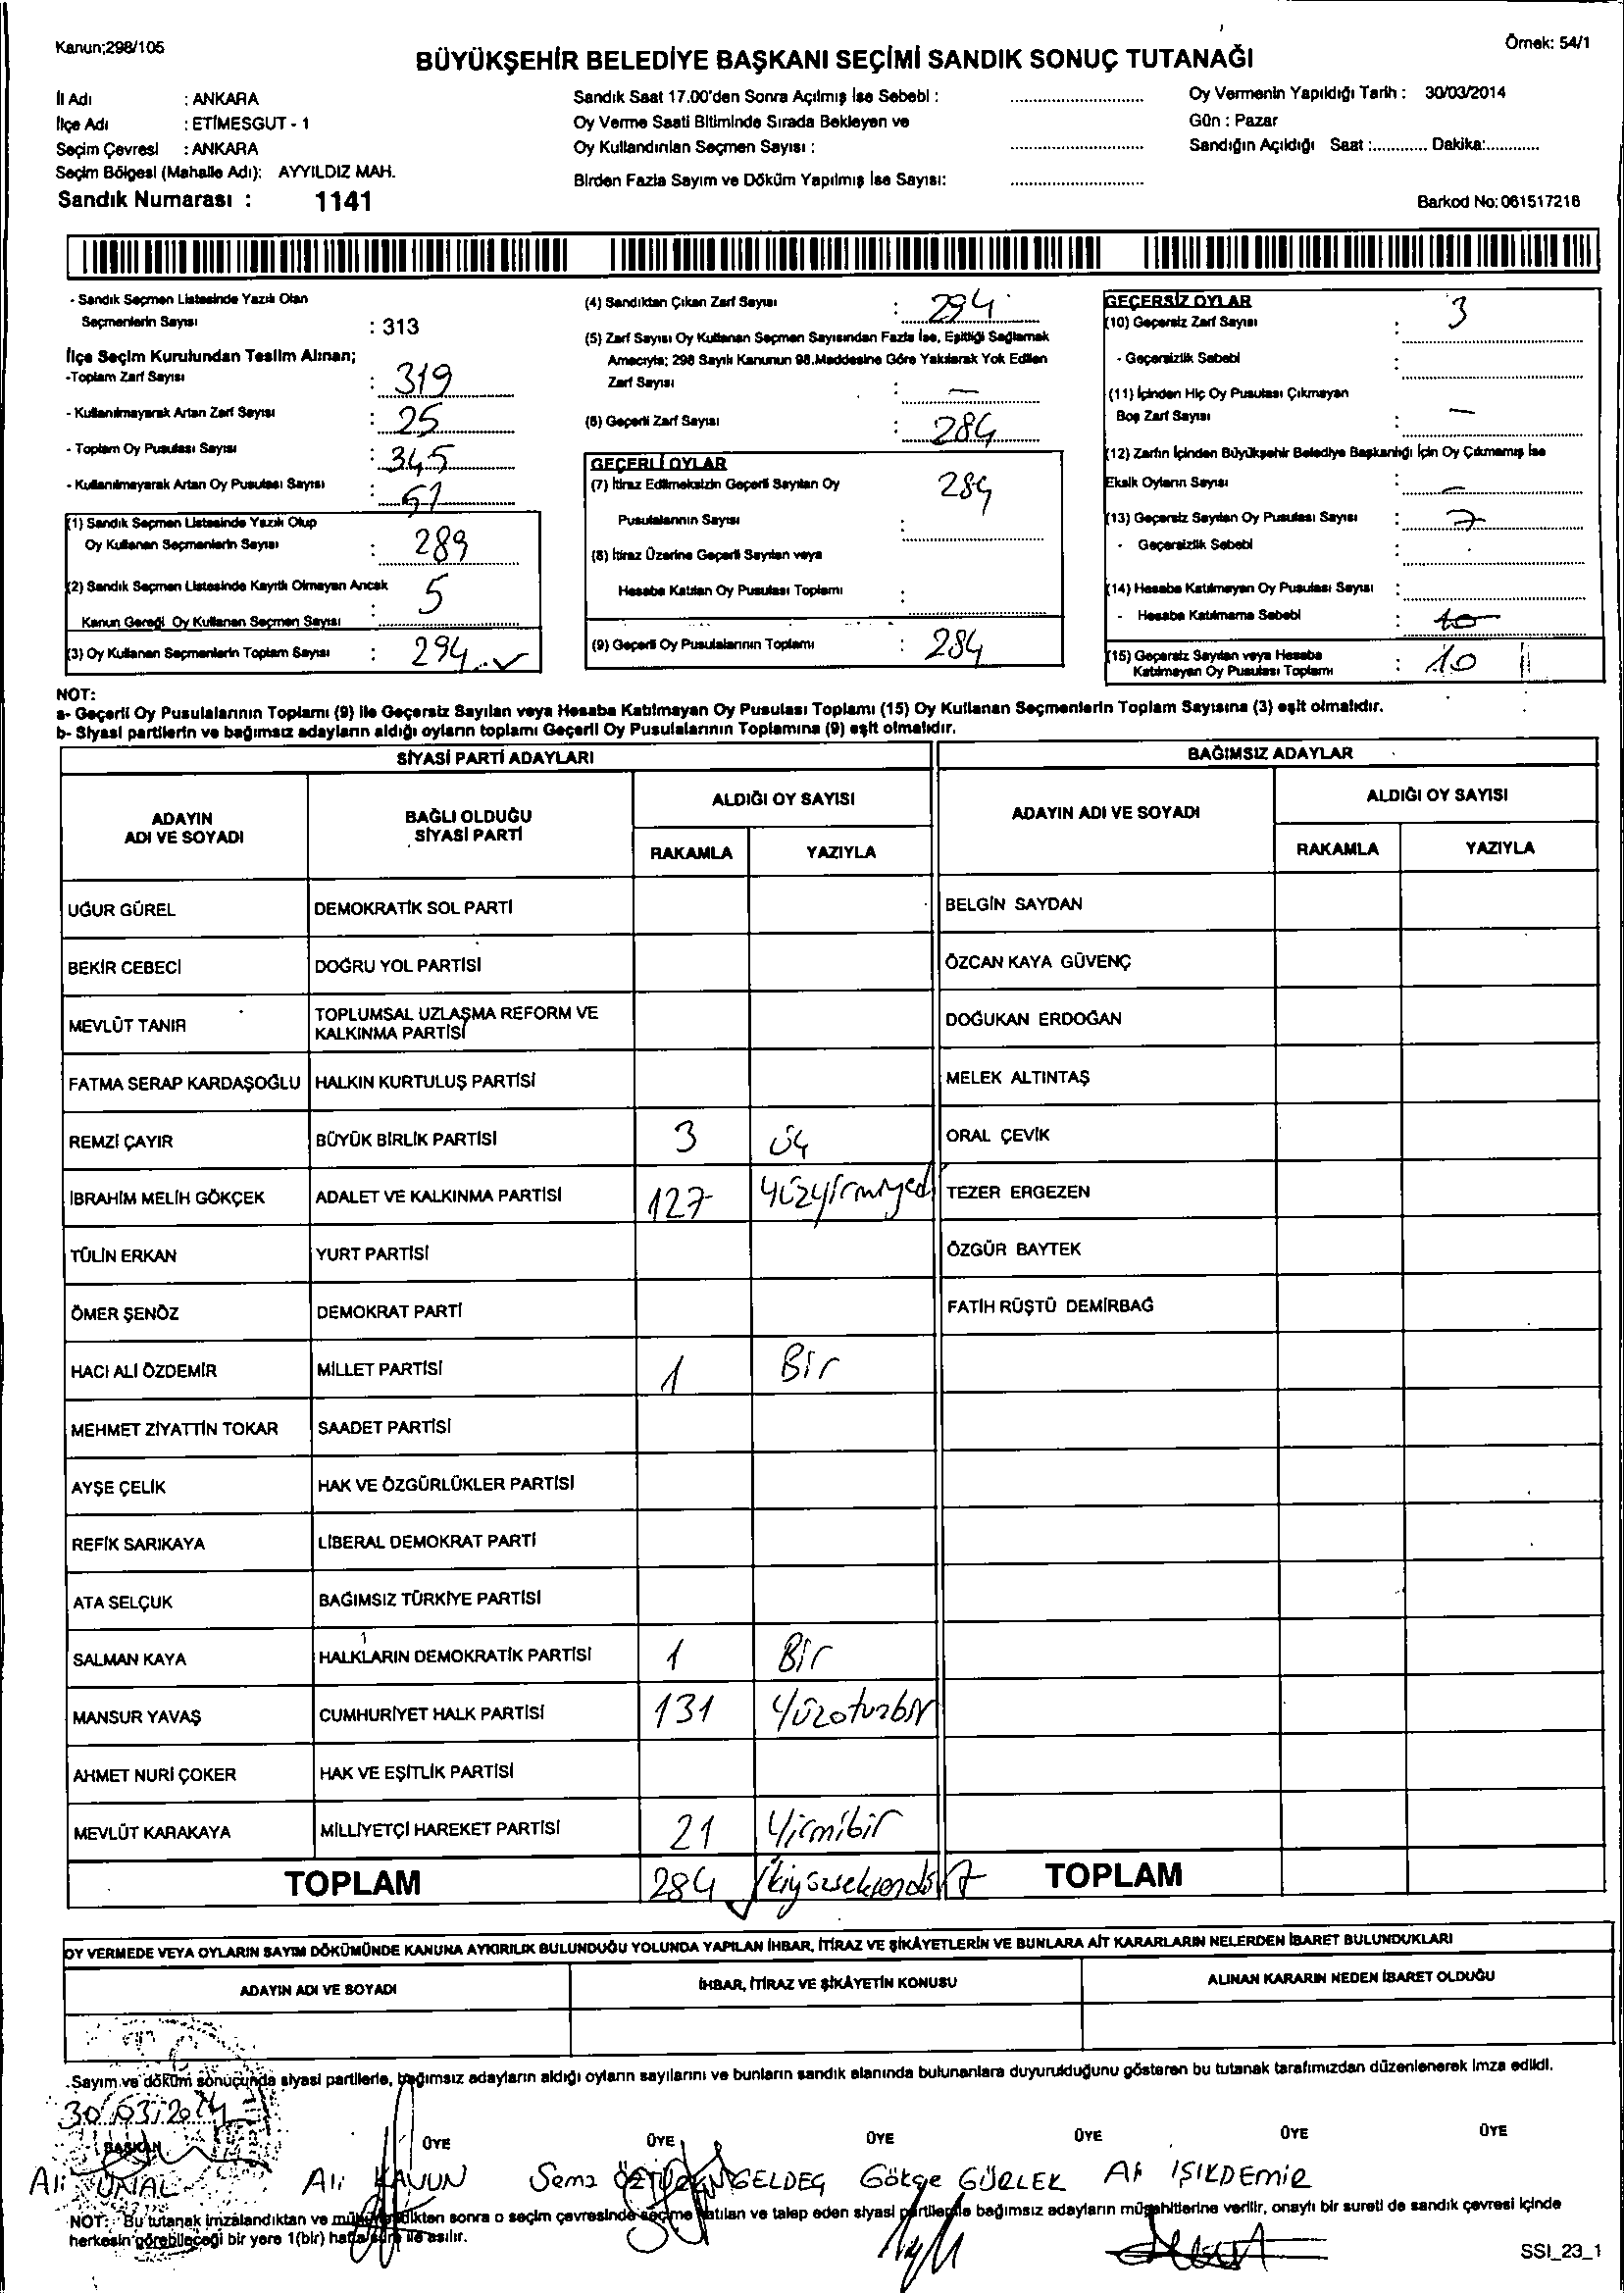 Kanun;298/105
Örnek: 54/1
BÜYÜKŞEHİR BELEDİYE BAŞKANI SEÇİMİ SANDIK SONUÇ TUTANAĞI
İl Adı : ANKARA
İlçe Adı : ETİMESGUT - 1
Seçim Çevresi : ANKARA
Seçim Bölgesi (Mahalle Adı): AYYILDIZ MAH.
Sandık Numarası : 1141
Sandık Saat 17.00'den Sonra Açılmış İse Sebebi :
Oy Verme Saati Bitiminde Sırada Bekleyen ve
Oy Kullandırılan Seçmen Sayısı :
Birden Fazla Sayım ve Döküm Yapılmış İse Sayısı:
Oy Vermenin Yapıldığı Tarih : 30/03/2014
Gün : Pazar
Sandığın Açıldığı Saat :............ Dakika:............
Barkod No: 061517218
- Sandık Seçmen Listesinde Yazılı Olan
Seçmenlerin Sayısı : 313
İlçe Seçim Kurulundan Teslim Alınan;
-Toplam Zarf Sayısı : 319
- Kullanılmayarak Artan Zarf Sayısı : 25
- Toplam Oy Pusulası Sayısı : 345
- Kullanılmayarak Artan Oy Pusulası Sayısı : 51
(1) Sandık Seçmen Listesinde Yazılı Olup
Oy Kullanan Seçmenlerin Sayısı : 289
(2) Sandık Seçmen Listesinde Kayıtlı Olmayan Ancak
Kanun Gereği Oy Kullanan Seçmen Sayısı : 5
(3) Oy Kullanan Seçmenlerin Toplam Sayısı : 294
(4) Sandıktan Çıkan Zarf Sayısı : 294
(5) Zarf Sayısı Oy Kullanan Seçmen Sayısından Fazla İse, Eşitliği Sağlamak
Amacıyla; 298 Sayılı Kanunun 98.Maddesine Göre Yakılarak Yok Edilen
Zarf Sayısı : —
(6) Geçerli Zarf Sayısı : 284
GEÇERLİ OYLAR
(7) İtiraz Edilmeksizin Geçerli Sayılan Oy
Pusulalarının Sayısı : 284
(8) İtiraz Üzerine Geçerli Sayılan veya
Hesaba Katılan Oy Pusulası Toplamı :
(9) Geçerli Oy Pusulalarının Toplamı : 284
GEÇERSİZ OYLAR
(10) Geçersiz Zarf Sayısı : 3
- Geçersizlik Sebebi :
(11) İçinden Hiç Oy Pusulası Çıkmayan
Boş Zarf Sayısı : —
(12) Zarfın İçinden Büyükşehir Belediye Başkanlığı İçin Oy Çıkmamış İse
Eksik Oyların Sayısı : —
(13) Geçersiz Sayılan Oy Pusulası Sayısı : 7
- Geçersizlik Sebebi :
(14) Hesaba Katılmayan Oy Pusulası Sayısı :
- Hesaba Katılmama Sebebi : 10
(15) Geçersiz Sayılan veya Hesaba
Katılmayan Oy Pusulası Toplamı : 10
NOT:
a- Geçerli Oy Pusulalarının Toplamı (9) ile Geçersiz Sayılan veya Hesaba Katılmayan Oy Pusulası Toplamı (15) Oy Kullanan Seçmenlerin Toplam Sayısına (3) eşit olmalıdır.
b- Siyasi partilerin ve bağımsız adayların aldığı oyların toplamı Geçerli Oy Pusulalarının Toplamına (9) eşit olmalıdır.
SİYASİ PARTİ ADAYLARI
ADAYIN ADI VE SOYADI BAĞLI OLDUĞU SİYASİ PARTİ ALDIĞI OY SAYISI
RAKAMLA YAZIYLA
UĞUR GÜREL DEMOKRATİK SOL PARTİ
BEKİR CEBECİ DOĞRU YOL PARTİSİ
MEVLÜT TANIR TOPLUMSAL UZLAŞMA REFORM VE
KALKINMA PARTİSİ
FATMA SERAP KARDAŞOĞLU HALKIN KURTULUŞ PARTİSİ
REMZİ ÇAYIR BÜYÜK BİRLİK PARTİSİ 3 üç
İBRAHİM MELİH GÖKÇEK ADALET VE KALKINMA PARTİSİ 127 Yüzyirmiyedi
TÜLİN ERKAN YURT PARTİSİ
ÖMER ŞENÖZ DEMOKRAT PARTİ
HACI ALİ ÖZDEMİR MİLLET PARTİSİ 1 Bir
MEHMET ZİYATTİN TOKAR SAADET PARTİSİ
AYŞE ÇELİK HAK VE ÖZGÜRLÜKLER PARTİSİ
REFİK SARIKAYA LİBERAL DEMOKRAT PARTİ
ATA SELÇUK BAĞIMSIZ TÜRKİYE PARTİSİ
SALMAN KAYA HALKLARIN DEMOKRATİK PARTİSİ 1 Bir
MANSUR YAVAŞ CUMHURİYET HALK PARTİSİ 131 Yüzotuzbir
AHMET NURİ ÇOKER HAK VE EŞİTLİK PARTİSİ
MEVLÜT KARAKAYA MİLLİYETÇİ HAREKET PARTİSİ 21 Yirmibir
TOPLAM 284 İkiyüzseksendört
BAĞIMSIZ ADAYLAR
ADAYIN ADI VE SOYADI ALDIĞI OY SAYISI
RAKAMLA YAZIYLA
BELGİN SAYDAN
ÖZCAN KAYA GÜVENÇ
DOĞUKAN ERDOĞAN
MELEK ALTINTAŞ
ORAL ÇEVİK
TEZER ERGEZEN
ÖZGÜR BAYTEK
FATİH RÜŞTÜ DEMİRBAĞ
TOPLAM
OY VERMEDE VEYA OYLARIN SAYIM DÖKÜMÜNDE KANUNA AYKIRILIK BULUNDUĞU YOLUNDA YAPILAN İHBAR, İTİRAZ VE ŞİKÂYETLERİN VE BUNLARA AİT KARARLARIN NELERDEN İBARET BULUNDUKLARI
ADAYIN ADI VE SOYADI İHBAR, İTİRAZ VE ŞİKÂYETİN KONUSU ALINAN KARARIN NEDEN İBARET OLDUĞU
Sayım ve döküm sonucunda siyasi partilerle, bağımsız adayların aldığı oyların sayılarını ve bunların sandık alanında bulunanlara duyurulduğunu gösteren bu tutanak tarafımızdan düzenlenerek imza edildi.
30/03/2014
BAŞKAN ÜYE ÜYE ÜYE ÜYE ÜYE ÜYE
Ali ÜNAL Ali KAVUN Sema GELDEÇ Gökçe GÜRLEK Ali IŞIKDEMİR
NOT: Bu tutanak imzalandıktan ve mühürlendikten sonra o seçim çevresinde seçime katılan ve talep eden siyasi partilerle bağımsız adayların müşahitlerine verilir, onaylı bir sureti de sandık çevresi içinde
herkesin görebileceği bir yere 1(bir) hafta süre ile asılır.
SSI_23_1